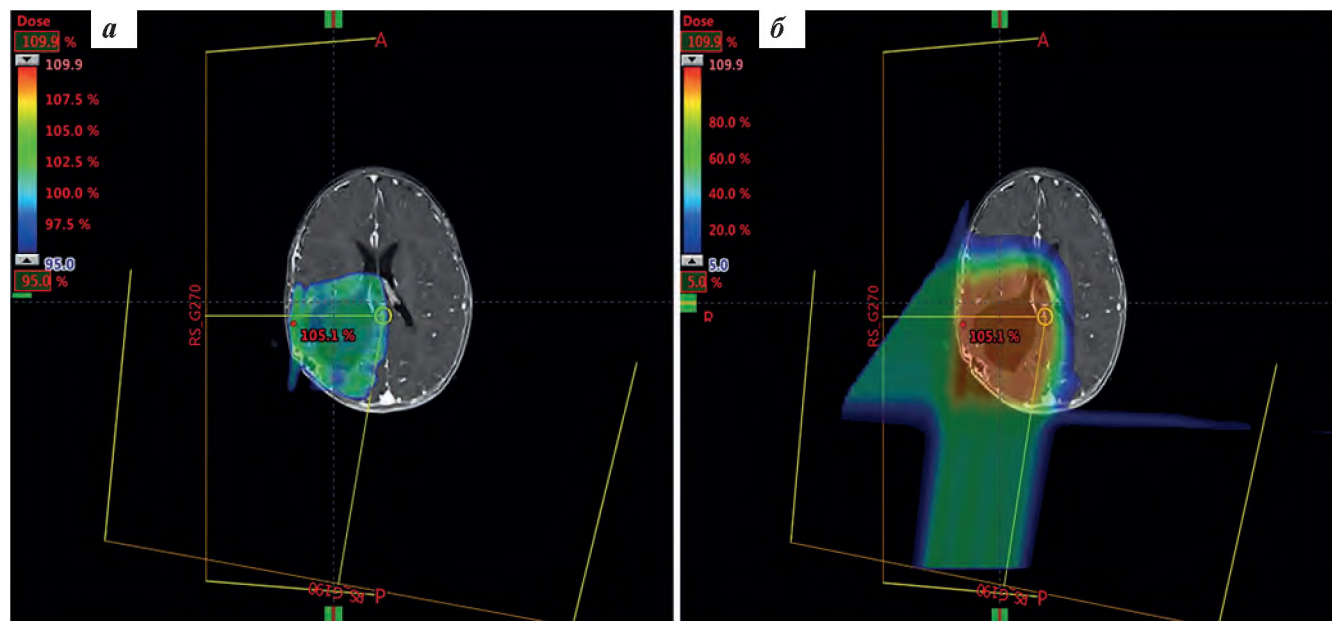 а
Dose
109.9 %
109.9
107.5 %
105.0 %
102.5 %
100.0 %
97.5 %
95.0
95.0 %
A
RS_G270
105.1 %
RS_G190
P
б
Dose
109.9 %
109.9
80.0 %
60.0 %
40.0 %
20.0 %
5.0
5.0 %
R
A
RS_G270
105.1 %
RS_G190
P